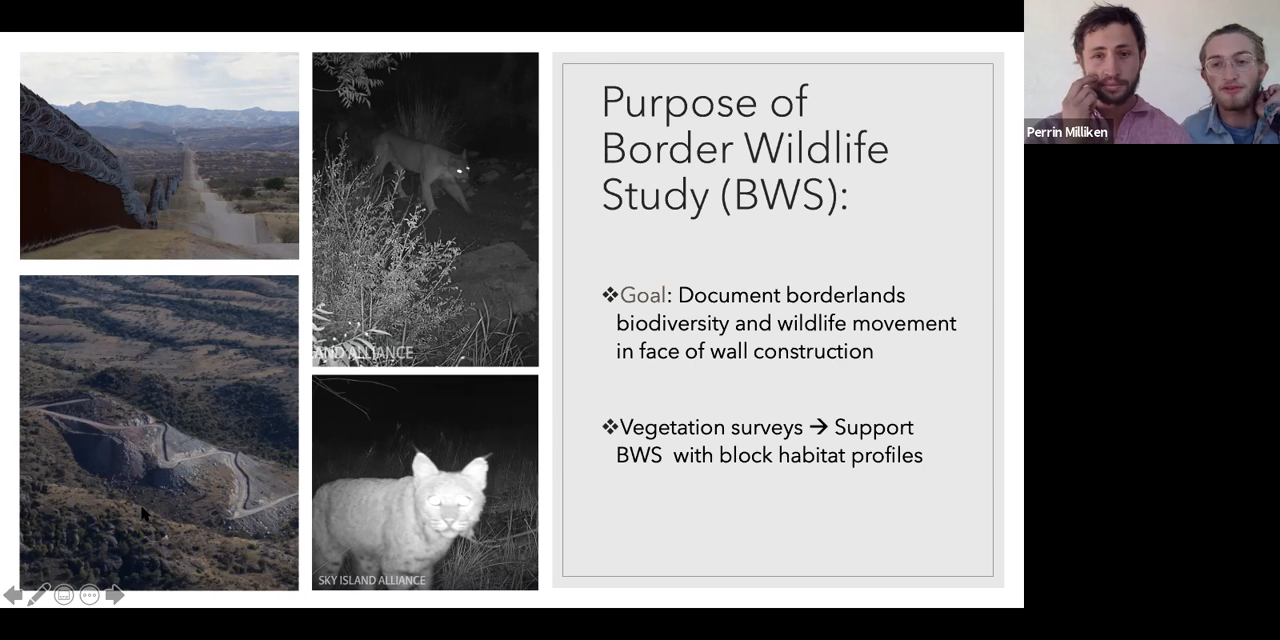 Purpose of
Border Wildlife
Study (BWS):
❖Goal: Document borderlands
biodiversity and wildlife movement
in face of wall construction
❖Vegetation surveys → Support
BWS with block habitat profiles
AND ALLIANCE
SKY ISLAND ALLIANCE
Perrin Milliken